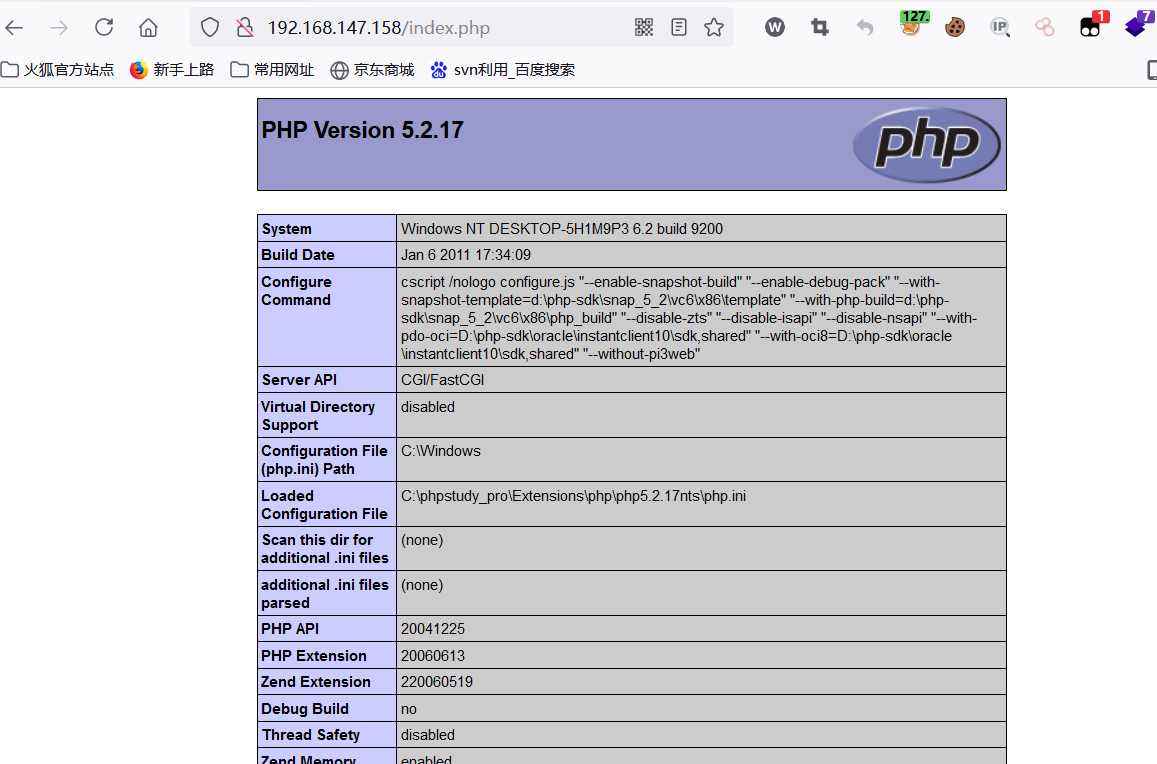 192.168.147.158/index.php
W
127.
IP
1
7
火狐官方站点 新手上路 常用网址 京东商城 svn利用_百度搜索
PHP Version 5.2.17
php
System Windows NT DESKTOP-5H1M9P3 6.2 build 9200
Build Date Jan 6 2011 17:34:09
Configure
Command
cscript /nologo configure.js "--enable-snapshot-build" "--enable-debug-pack" "--with-
snapshot-template=d:\php-sdk\snap_5_2\vc6\x86\template" "--with-php-build=d:\php-
sdk\snap_5_2\vc6\x86\php_build" "--disable-zts" "--disable-isapi" "--disable-nsapi" "--with-
pdo-oci=D:\php-sdk\oracle\instantclient10\sdk,shared" "--with-oci8=D:\php-sdk\oracle
\instantclient10\sdk,shared" "--without-pi3web"
Server API CGI/FastCGI
Virtual Directory
Support
disabled
Configuration File
(php.ini) Path
C:\Windows
Loaded
Configuration File
C:\phpstudy_pro\Extensions\php\php5.2.17nts\php.ini
Scan this dir for
additional .ini files
(none)
additional .ini files
parsed
(none)
PHP API 20041225
PHP Extension 20060613
Zend Extension 220060519
Debug Build no
Thread Safety disabled
Zend Memory enabled